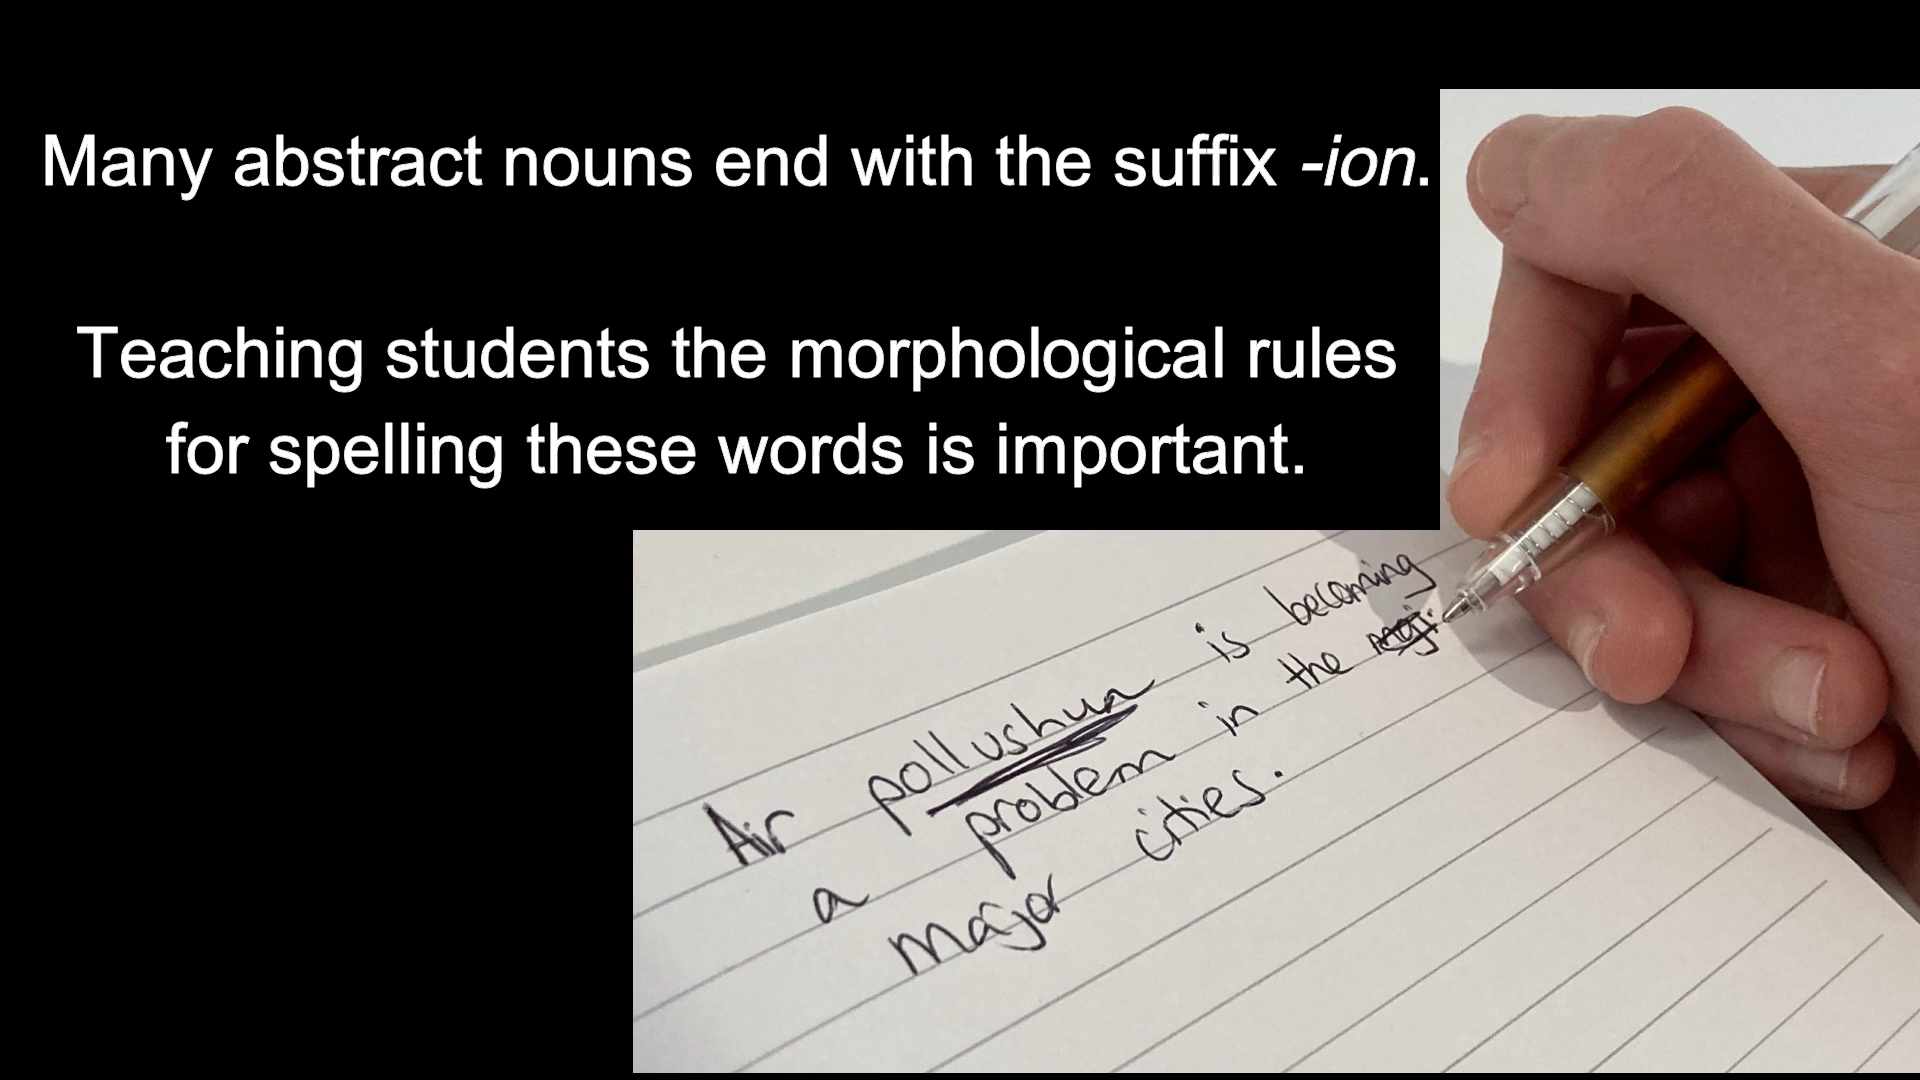 Many abstract nouns end with the suffix -ion.
Teaching students the morphological rules
for spelling these words is important.
Air pollushun is becoming
a problem in the
major cities.